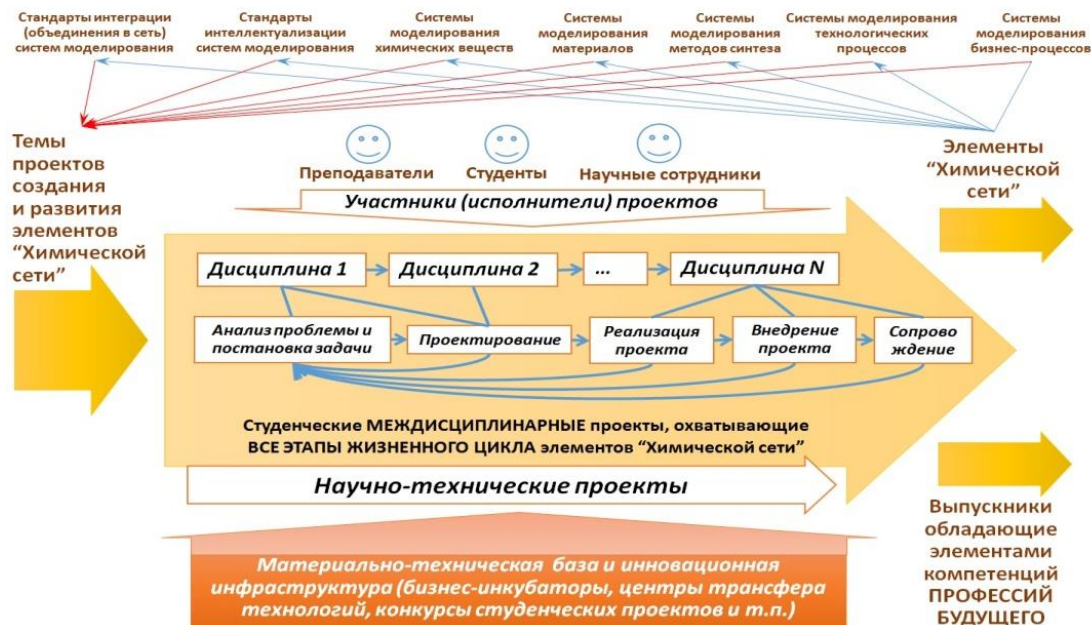 Стандарты интеграции
(объединения в сеть)
систем моделирования
Стандарты
интеллектуализации
систем моделирования
Системы
моделирования
химических веществ
Системы
моделирования
материалов
Системы
моделирования
методов синтеза
Системы моделирования
технологических
процессов
Системы
моделирования
бизнес-процессов
Темы
проектов
создания
и развития
элементов
“Химической
сети”
Преподаватели
Студенты
Научные сотрудники
Элементы
“Химической
сети”
Участники (исполнители) проектов
Дисциплина 1
Дисциплина 2
...
Дисциплина N
Анализ проблемы и
постановка задачи
Проектирование
Реализация
проекта
Внедрение
проекта
Сопрово
ждение
Студенческие МЕЖДИСЦИПЛИНАРНЫЕ проекты, охватывающие
ВСЕ ЭТАПЫ ЖИЗНЕННОГО ЦИКЛА элементов “Химической сети”
Научно-технические проекты
Материально-техническая база и инновационная
инфраструктура (бизнес-инкубаторы, центры трансфера
технологий, конкурсы студенческих проектов и т.п.)
Выпускники
обладающие
элементами
компетенций
ПРОФЕССИЙ
БУДУЩЕГО